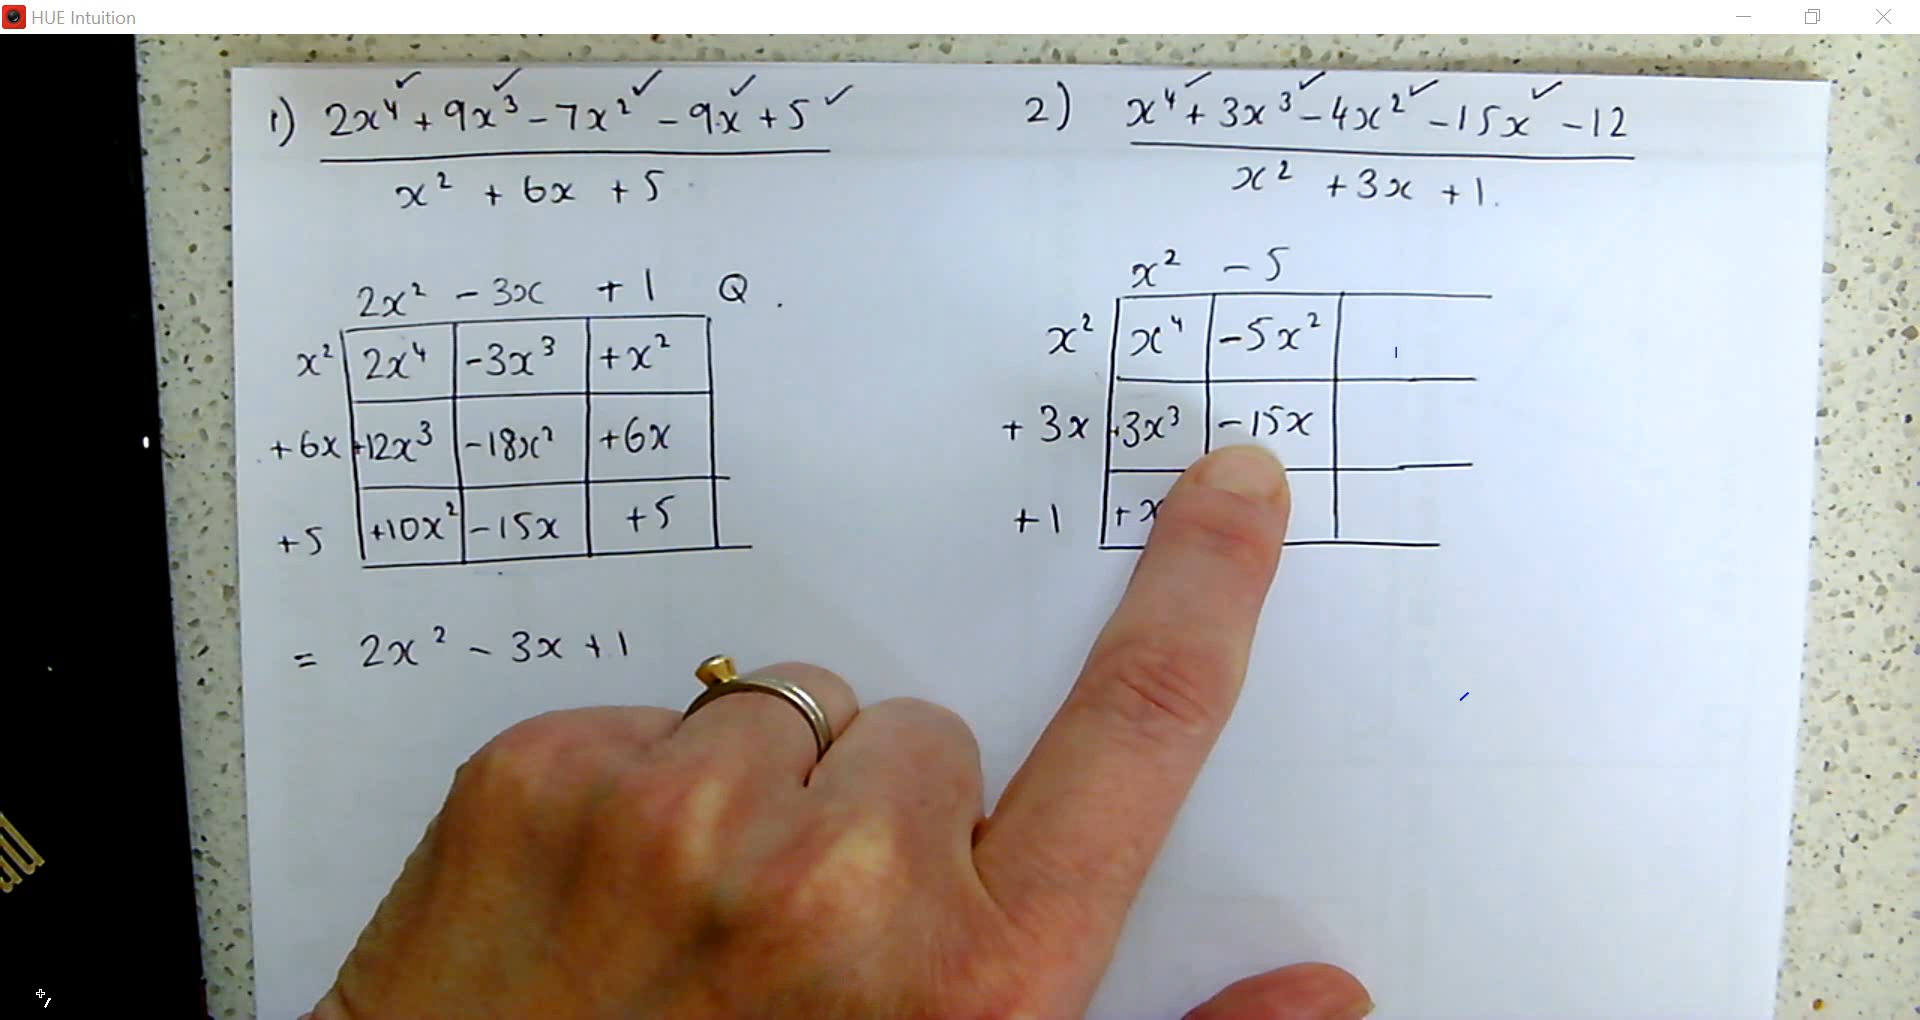 HUE Intuition
1) 2x⁴ + 9x³ - 7x² - 9x + 5
x² + 6x + 5
2x² - 3x + 1 Q.
x² 2x⁴ -3x³ +x²
+6x +12x³ -18x² +6x
+5 +10x² -15x +5
= 2x² - 3x + 1
2) x⁴ + 3x³ - 4x² - 15x - 12
x² + 3x + 1.
x² - 5
x² x⁴ -5x²
+ 3x +3x³ -15x
+1 +x